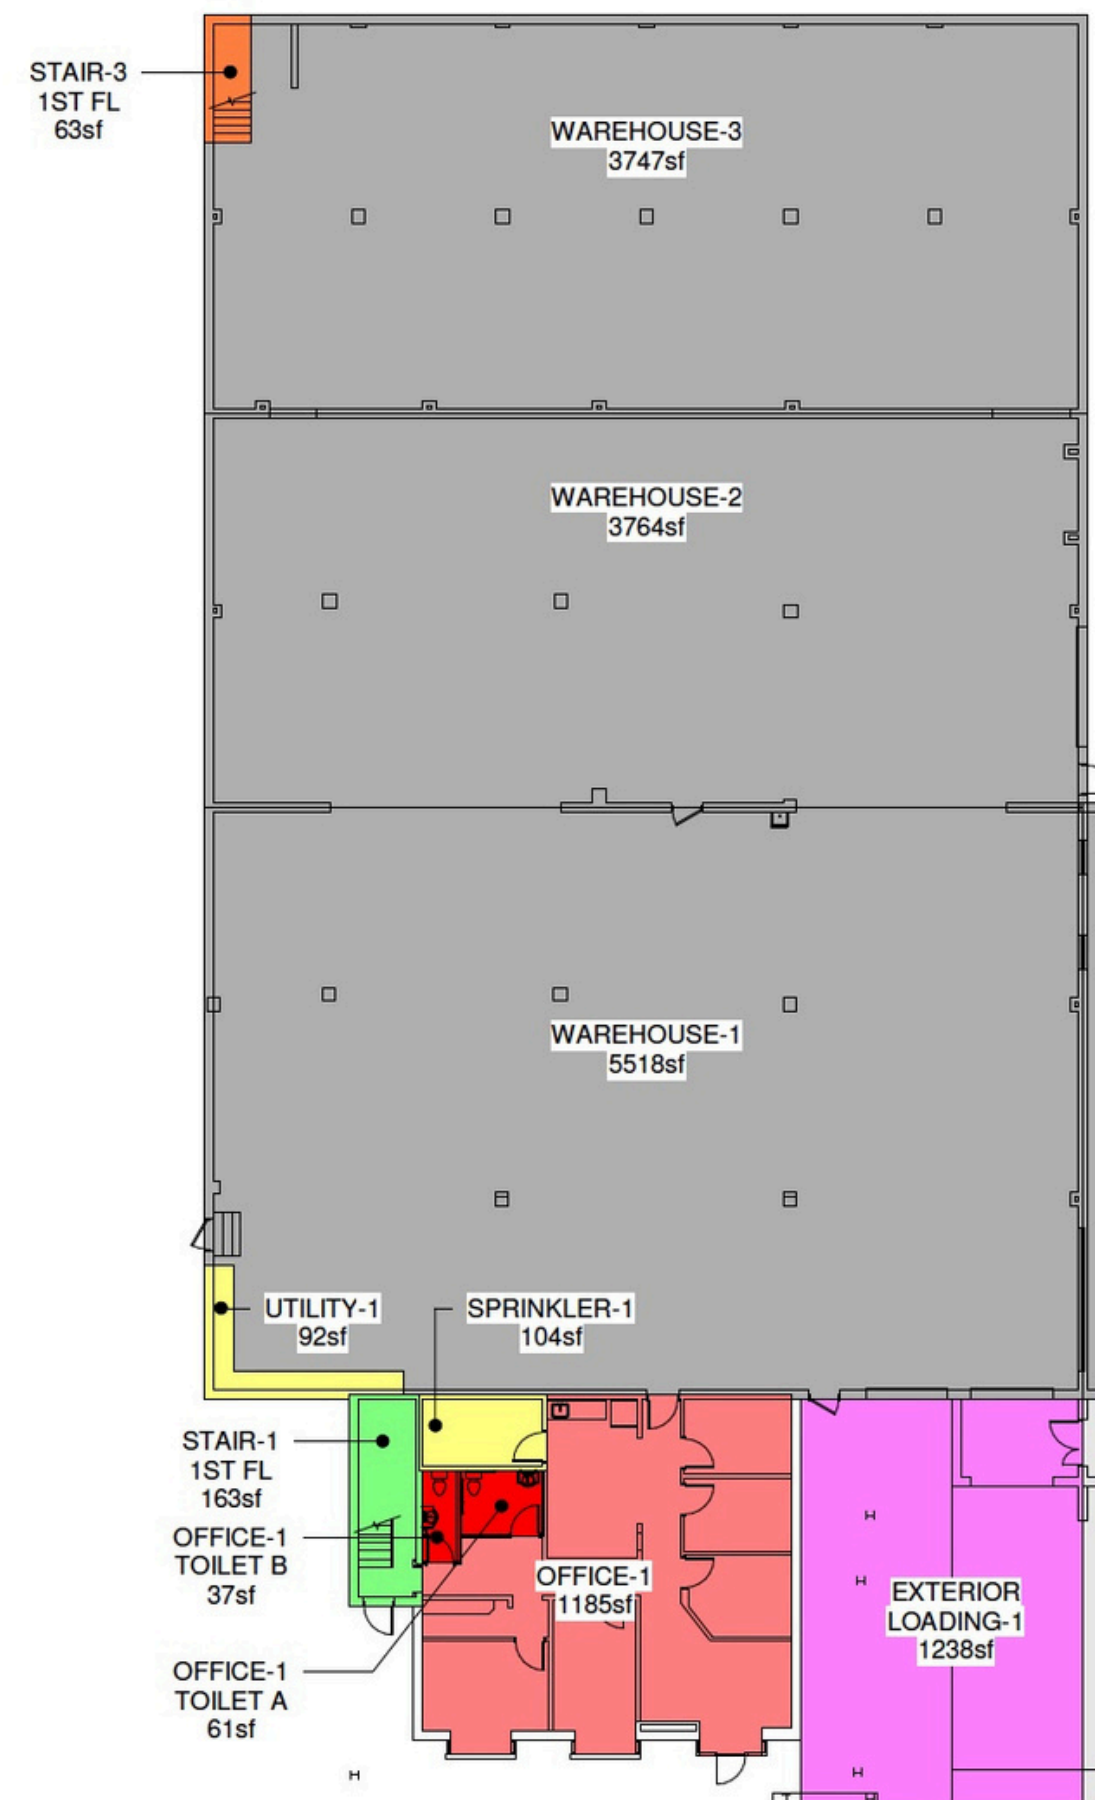 STAIR-3
1ST FL
63sf
WAREHOUSE-3
3747sf
WAREHOUSE-2
3764sf
WAREHOUSE-1
5518sf
UTILITY-1
92sf
SPRINKLER-1
104sf
STAIR-1
1ST FL
163sf
OFFICE-1
TOILET B
37sf
OFFICE-1
1185sf
EXTERIOR
LOADING-1
1238sf
OFFICE-1
TOILET A
61sf